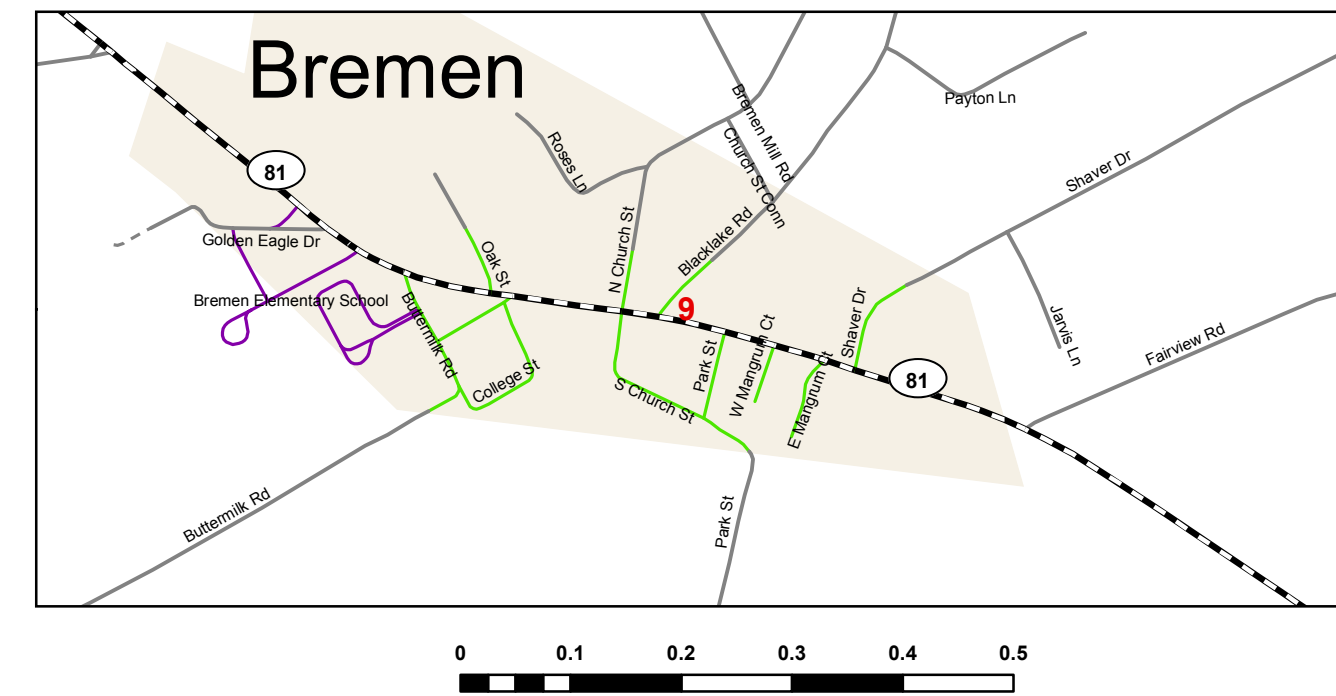 Bremen
Bremen Mill Rd
Payton Ln
Roses Ln
Church St Conn
Shaver Dr
81
N Church St
Blacklake Rd
Golden Eagle Dr
Oak St
Bremen Elementary School
9
Buttermilk Rd
Shaver Dr
Jarvis Ln
Fairview Rd
Park St
W Mangrum Ct
E Mangrum Ct
81
College St
S Church St
Buttermilk Rd
Park St
0 0.1 0.2 0.3 0.4 0.5